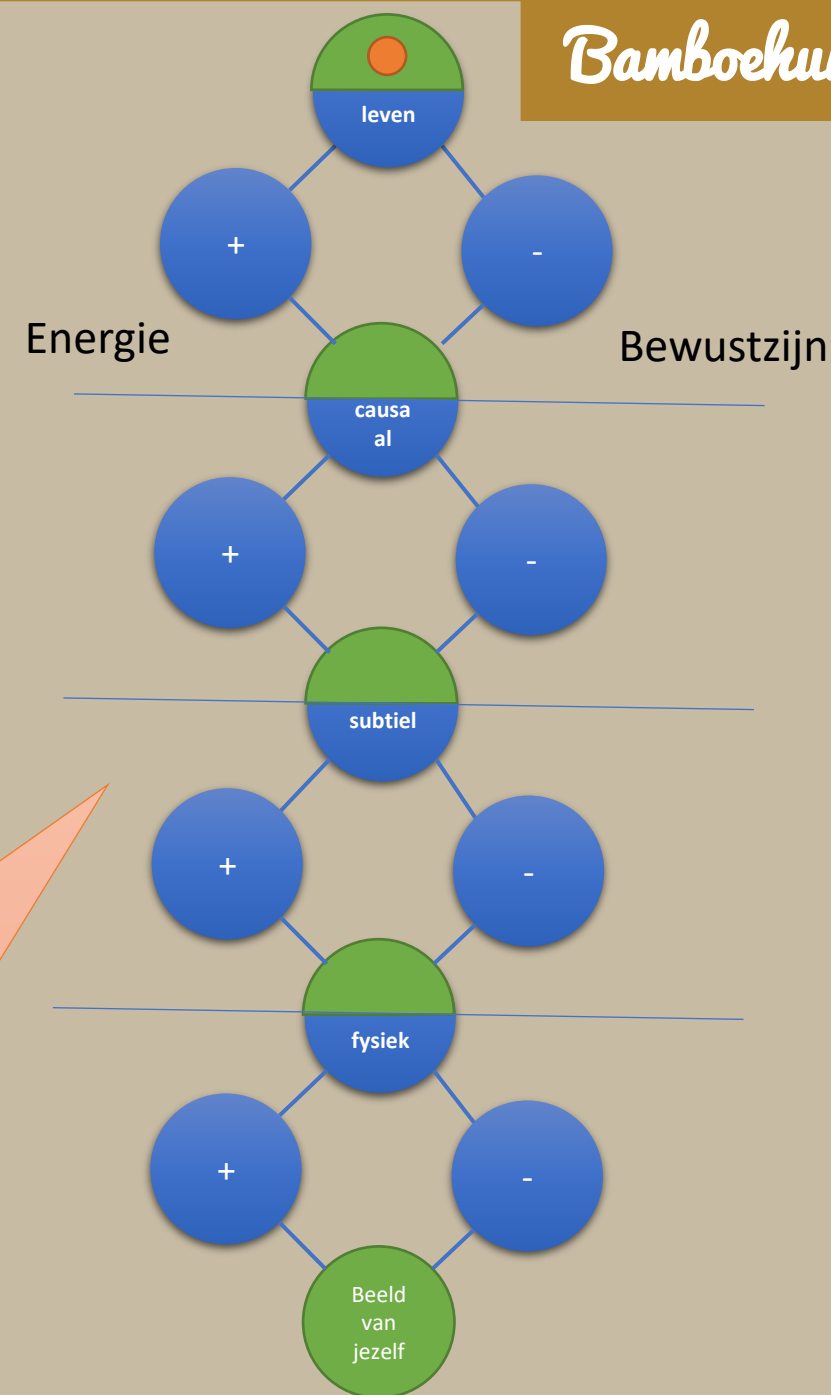 Bamboehu
leven
+
-
Energie
Bewustzijn
causa
al
+
-
subtiel
+
-
fysiek
+
-
Beeld
van
jezelf